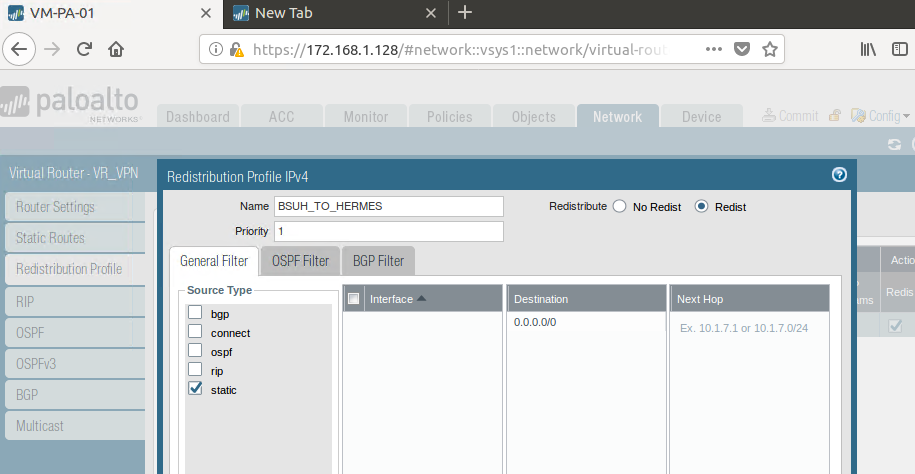 VM-PA-01
New Tab
https://172.168.1.128/#network::vsys1::network/virtual-rou
paloalto
NETWORKS
Dashboard ACC Monitor Policies Objects Network Device Commit Config
Virtual Router - VR_VPN
Router Settings
Static Routes
Redistribution Profile
RIP
OSPF
OSPFv3
BGP
Multicast
Redistribution Profile IPv4
Name BSUH_TO_HERMES Redistribute No Redist Redist
Priority 1
General Filter OSPF Filter BGP Filter
Source Type
bgp
connect
ospf
rip
static
Interface Destination Next Hop
0.0.0.0/0 Ex. 10.1.7.1 or 10.1.7.0/24
Actio
Redis